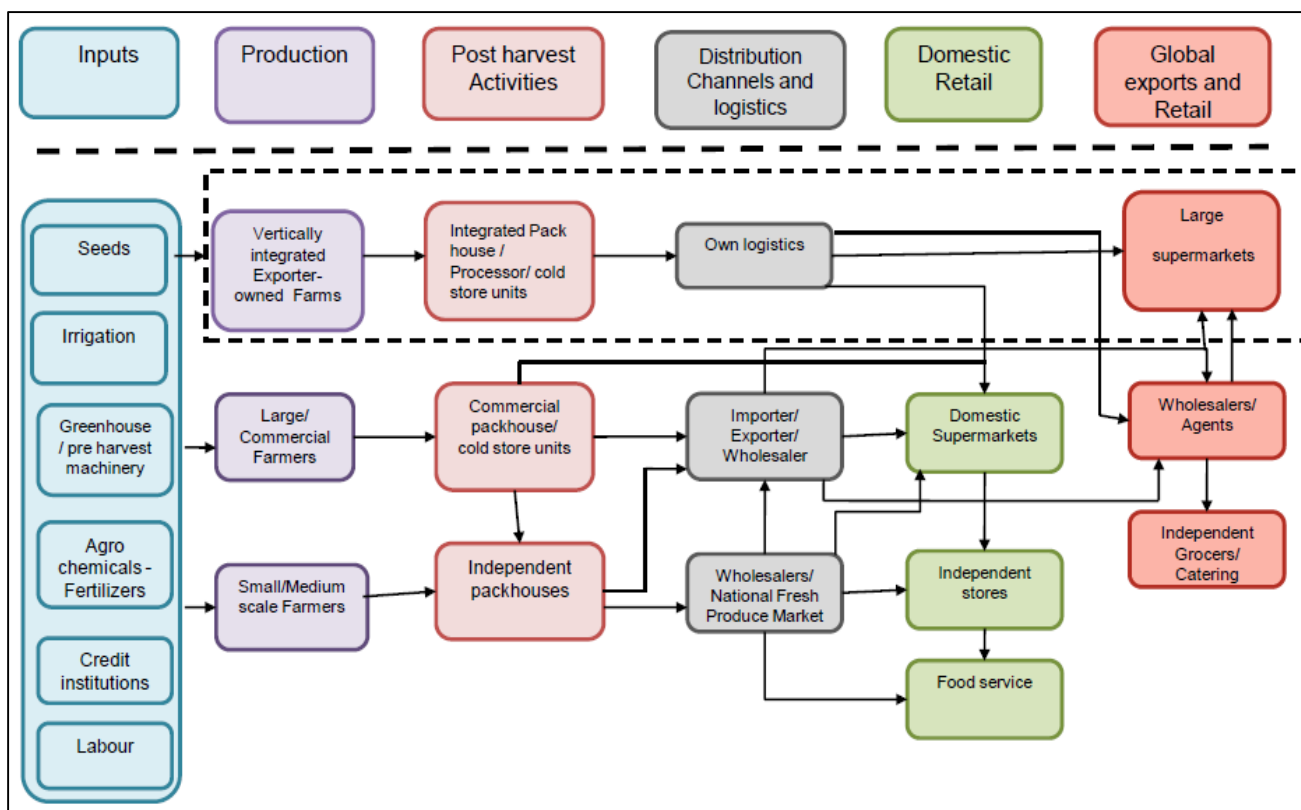 Inputs
Production
Post harvest
Activities
Distribution
Channels and
logistics
Domestic
Retail
Global
exports and
Retail
Seeds
Irrigation
Greenhouse
/ pre harvest
machinery
Agro
chemicals -
Fertilizers
Credit
institutions
Labour
Vertically
integrated
Exporter-
owned Farms
Integrated Pack
house /
Processor/ cold
store units
Own logistics
Large
supermarkets
Large/
Commercial
Farmers
Commercial
packhouse/
cold store units
Importer/
Exporter/
Wholesaler
Domestic
Supermarkets
Wholesalers/
Agents
Small/Medium
scale Farmers
Independent
packhouses
Wholesalers/
National Fresh
Produce Market
Independent
stores
Independent
Grocers/
Catering
Food service